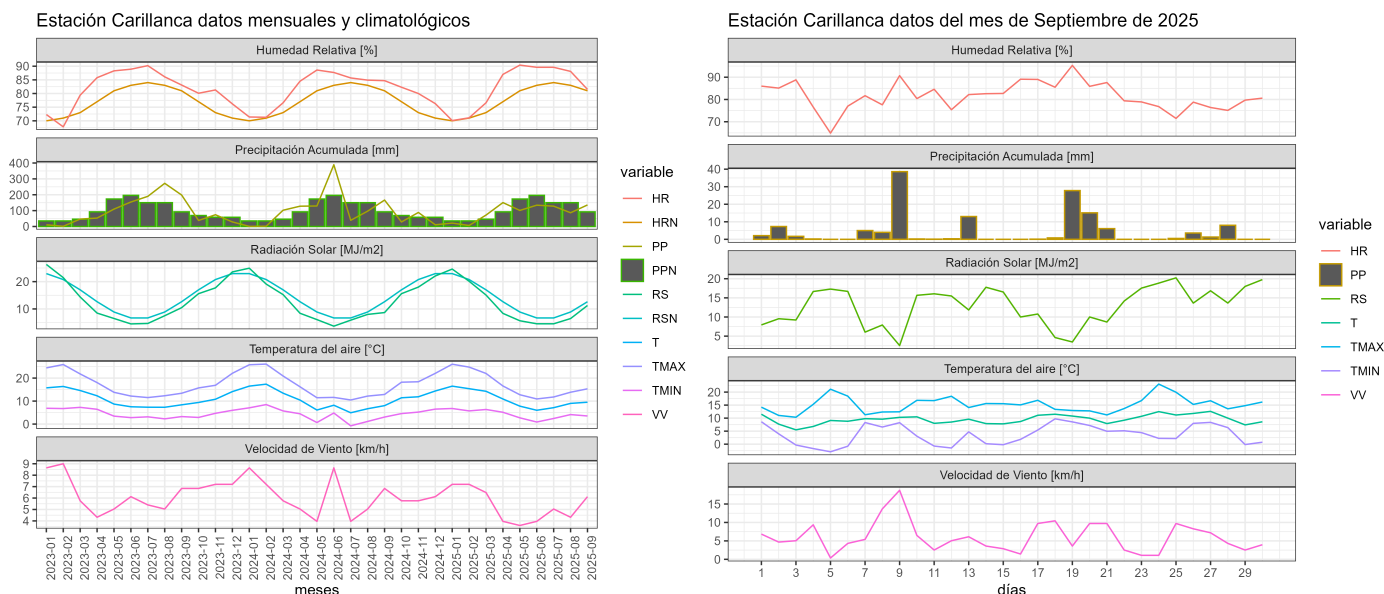 Estación Carillanca datos mensuales y climatológicos
Humedad Relativa [%]
90
85
80
75
70
Precipitación Acumulada [mm]
400
300
200
100
0
Radiación Solar [MJ/m2]
20
10
Temperatura del aire [°C]
20
10
0
Velocidad de Viento [km/h]
9
8
7
6
5
4
2023-01
2023-02
2023-03
2023-04
2023-05
2023-06
2023-07
2023-08
2023-09
2023-10
2023-11
2023-12
2024-01
2024-02
2024-03
2024-04
2024-05
2024-06
2024-07
2024-08
2024-09
2024-10
2024-11
2024-12
2025-01
2025-02
2025-03
2025-04
2025-05
2025-06
2025-07
2025-08
2025-09
meses
variable
HR
HRN
PP
PPN
RS
RSN
T
TMAX
TMIN
VV
Estación Carillanca datos del mes de Septiembre de 2025
Humedad Relativa [%]
90
80
70
Precipitación Acumulada [mm]
40
30
20
10
0
Radiación Solar [MJ/m2]
20
15
10
5
Temperatura del aire [°C]
20
15
10
5
0
Velocidad de Viento [km/h]
15
10
5
0
1 3 5 7 9 11 13 15 17 19 21 23 25 27 29
días
variable
HR
PP
RS
T
TMAX
TMIN
VV